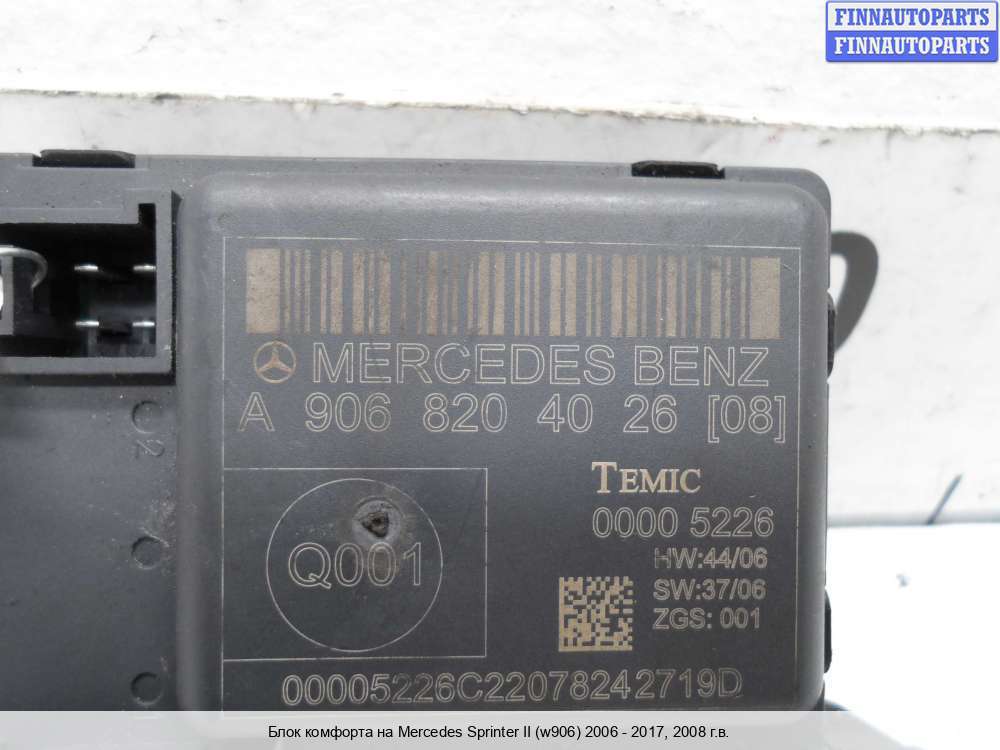 FINNAUTOPARTS
FINNAUTOPARTS
MERCEDES BENZ
A 906 820 40 26 [08]
TEMIC
0000 5226
HW:44/06
SW:37/06
ZGS: 001
Q001
2
00005226C22078242719D
Блок комфорта на Mercedes Sprinter II (w906) 2006 - 2017, 2008 г.в.